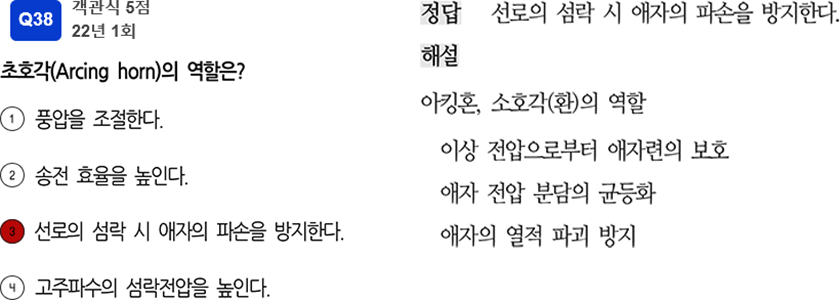 Q38
객관식 5점
22년 1회
초호각(Arcing horn)의 역할은?
1 풍압을 조절한다.
2 송전 효율을 높인다.
3 선로의 섬락 시 애자의 파손을 방지한다.
4 고주파수의 섬락전압을 높인다.
정답 선로의 섬락 시 애자의 파손을 방지한다.
해설
아킹혼, 소호각(환)의 역할
이상 전압으로부터 애자련의 보호
애자 전압 분담의 균등화
애자의 열적 파괴 방지